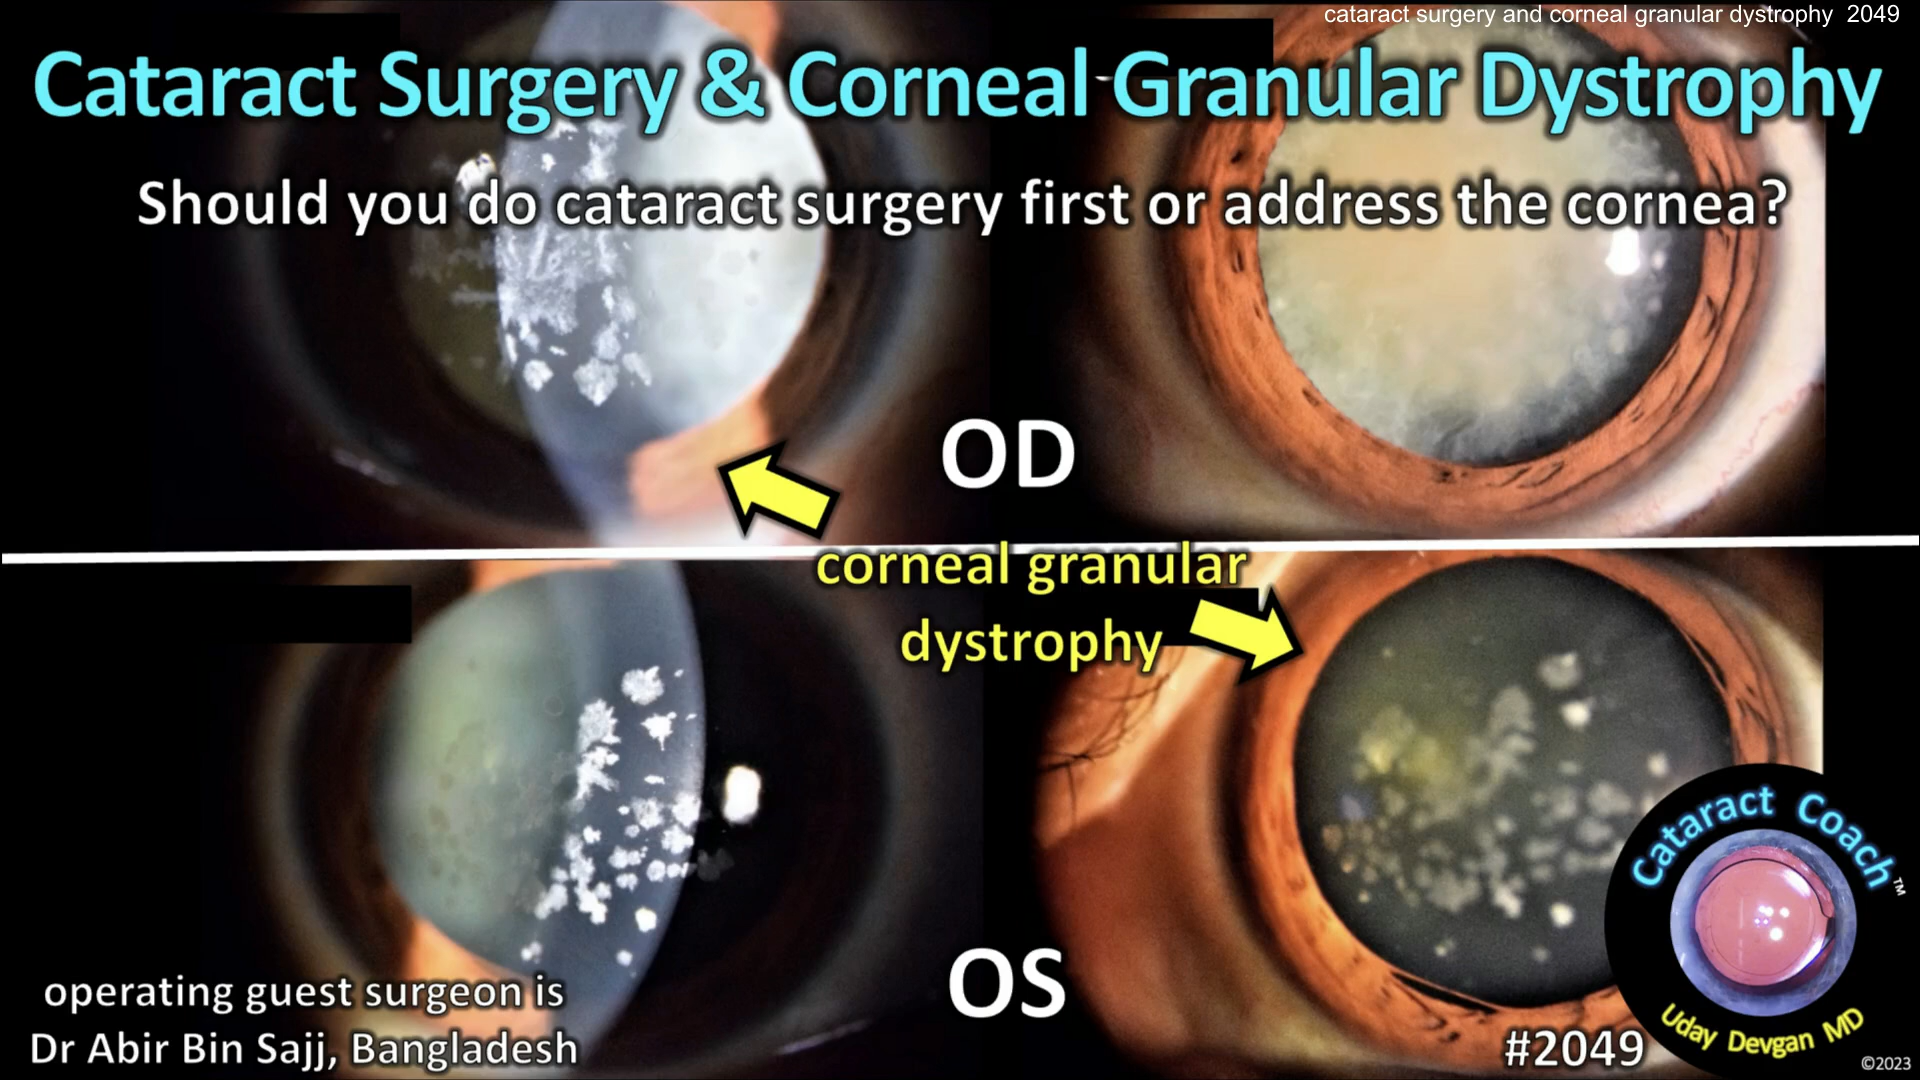 cataract surgery and corneal granular dystrophy 2049
Cataract Surgery & Corneal Granular Dystrophy
Should you do cataract surgery first or address the cornea?
OD
corneal granular
dystrophy
OS
operating guest surgeon is
Dr Abir Bin Sajj, Bangladesh
#2049
Cataract Coach™
Uday Devgan MD
©2023